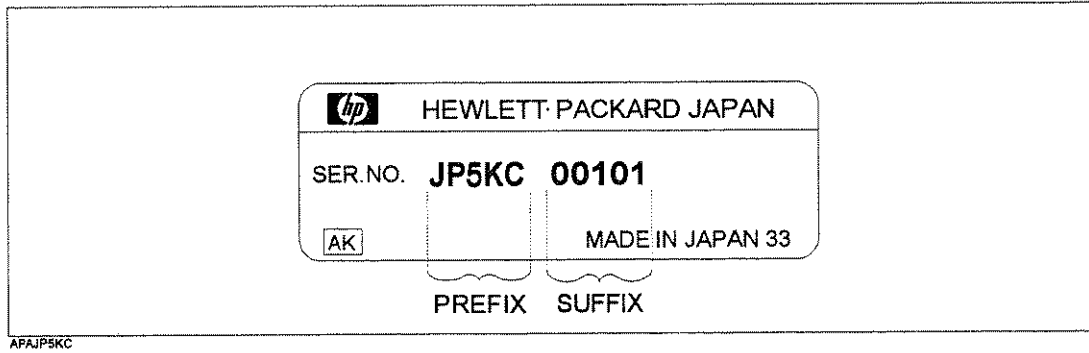 hp HEWLETT·PACKARD JAPAN
SER.NO. JP5KC 00101
AK MADE IN JAPAN 33
PREFIX SUFFIX
APAJP5KC